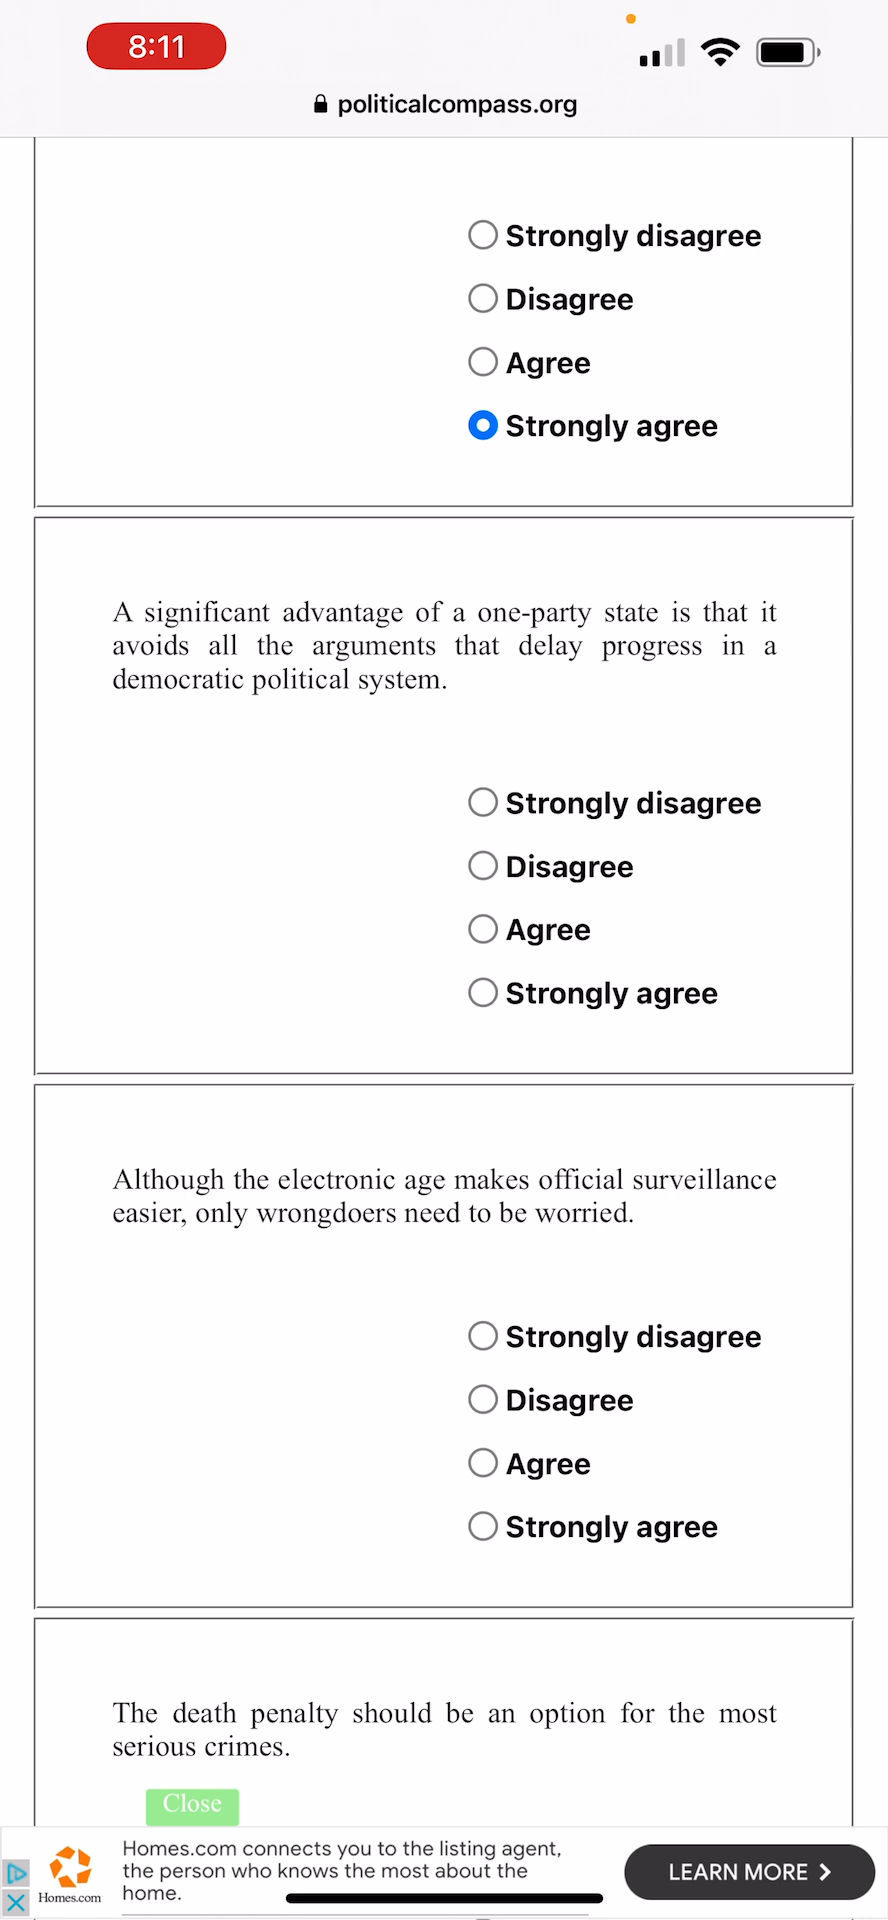 8:11
politicalcompass.org
Strongly disagree
Disagree
Agree
Strongly agree
A significant advantage of a one-party state is that it
avoids all the arguments that delay progress in a
democratic political system.
Strongly disagree
Disagree
Agree
Strongly agree
Although the electronic age makes official surveillance
easier, only wrongdoers need to be worried.
Strongly disagree
Disagree
Agree
Strongly agree
The death penalty should be an option for the most
serious crimes.
Close
Homes.com connects you to the listing agent,
the person who knows the most about the
home.
Homes.com
LEARN MORE